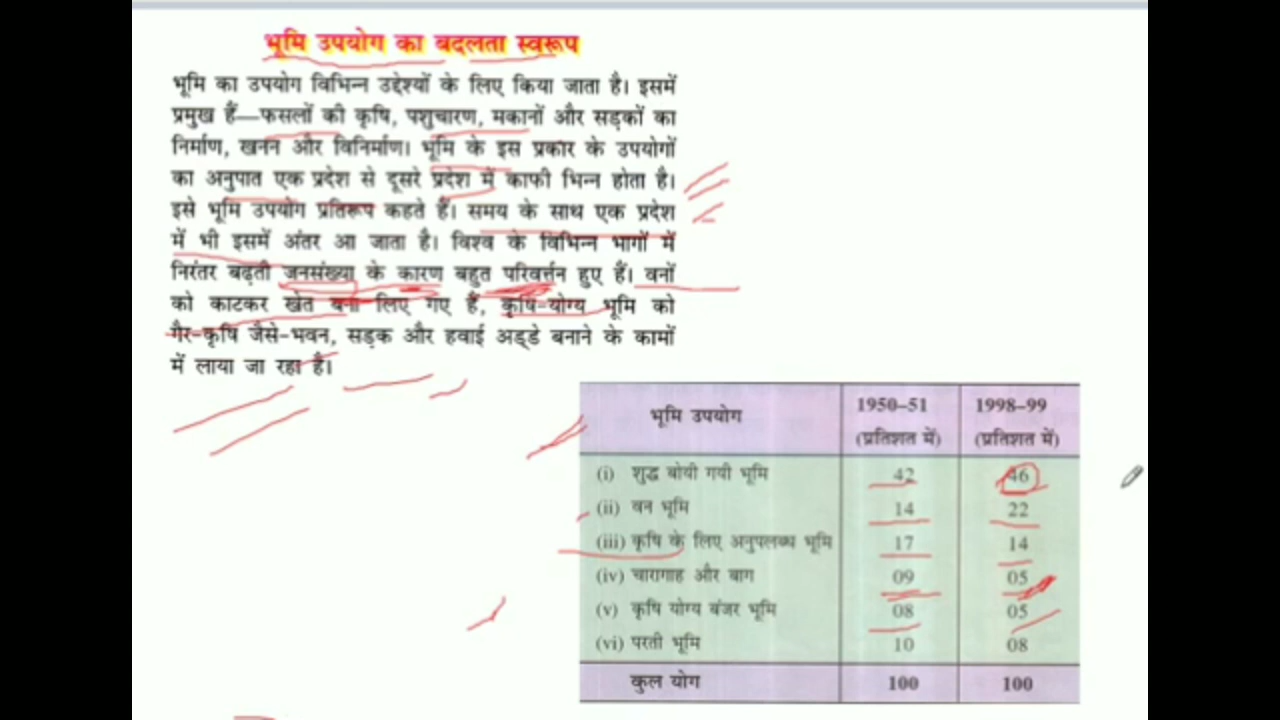 भूमि उपयोग का बदलता स्वरूप
भूमि का उपयोग विभिन्न उद्देश्यों के लिए किया जाता है। इसमें
प्रमुख हैं—फसलों की कृषि, पशुचारण, मकानों और सड़कों का
निर्माण, खनन और विनिर्माण। भूमि के इस प्रकार के उपयोगों
का अनुपात एक प्रदेश से दूसरे प्रदेश में काफी भिन्न होता है।
इसे भूमि उपयोग प्रतिरूप कहते हैं। समय के साथ एक प्रदेश
में भी इसमें अंतर आ जाता है। विश्व के विभिन्न भागों में
निरंतर बढ़ती जनसंख्या के कारण बहुत परिवर्त्तन हुए हैं। वनों
को काटकर खेत बना लिए गए हैं, कृषि-योग्य भूमि को
गैर-कृषि जैसे-भवन, सड़क और हवाई अड्डे बनाने के कामों
में लाया जा रहा है।
भूमि उपयोग 1950–51 (प्रतिशत में) 1998–99 (प्रतिशत में)
(i) शुद्ध बोयी गयी भूमि 42 46
(ii) वन भूमि 14 22
(iii) कृषि के लिए अनुपलब्ध भूमि 17 14
(iv) चारागाह और बाग 09 05
(v) कृषि योग्य बंजर भूमि 08 05
(vi) परती भूमि 10 08
कुल योग 100 100